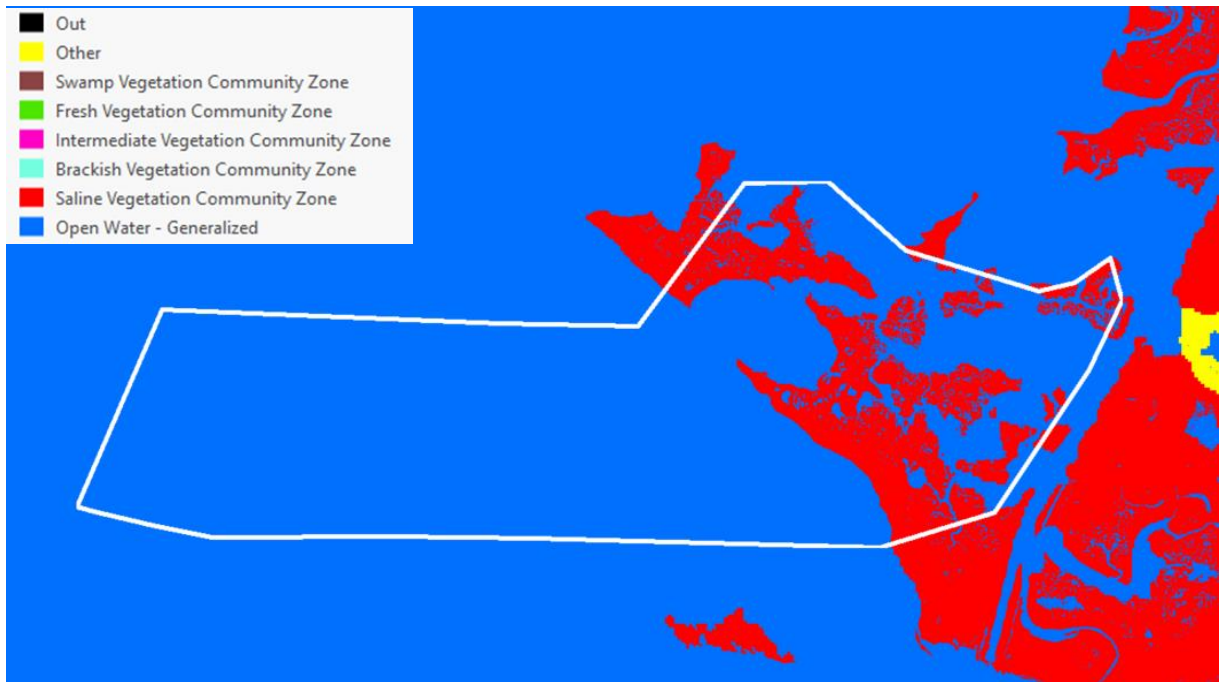 Out
Other
Swamp Vegetation Community Zone
Fresh Vegetation Community Zone
Intermediate Vegetation Community Zone
Brackish Vegetation Community Zone
Saline Vegetation Community Zone
Open Water - Generalized